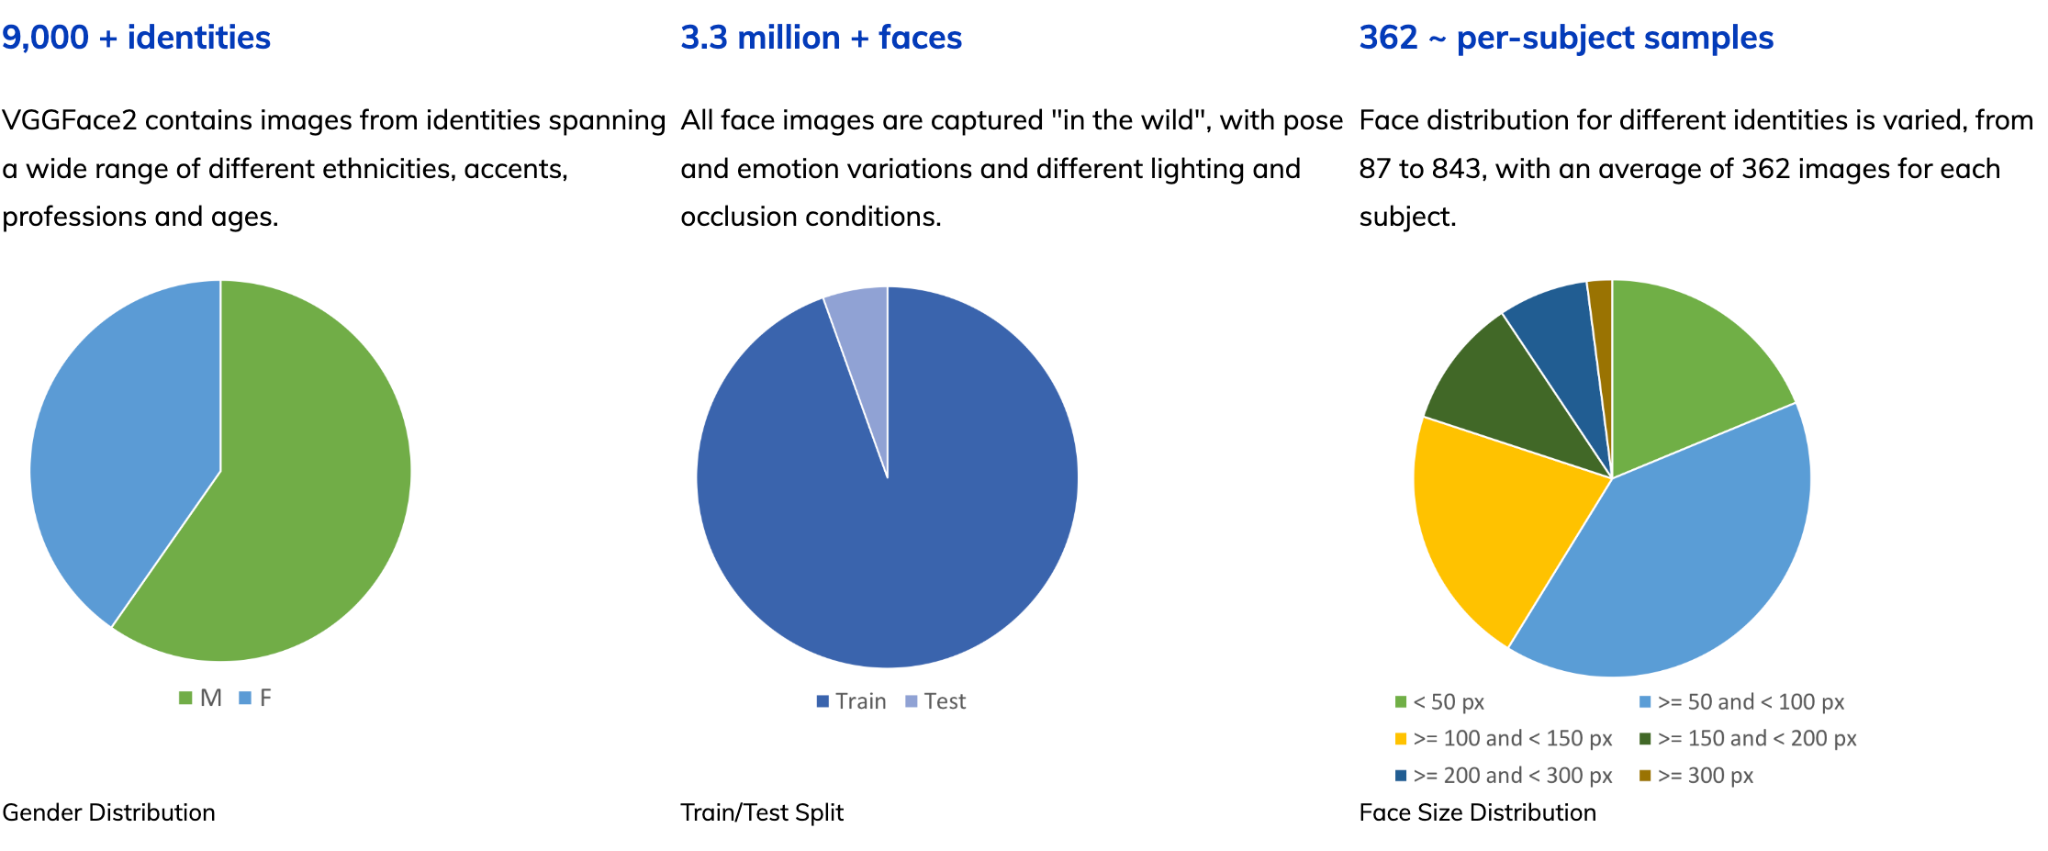 9,000 + identities
VGGFace2 contains images from identities spanning
a wide range of different ethnicities, accents,
professions and ages.
M F
Gender Distribution
3.3 million + faces
All face images are captured "in the wild", with pose
and emotion variations and different lighting and
occlusion conditions.
Train Test
Train/Test Split
362 ~ per-subject samples
Face distribution for different identities is varied, from
87 to 843, with an average of 362 images for each
subject.
< 50 px >= 50 and < 100 px
>= 100 and < 150 px >= 150 and < 200 px
>= 200 and < 300 px >= 300 px
Face Size Distribution